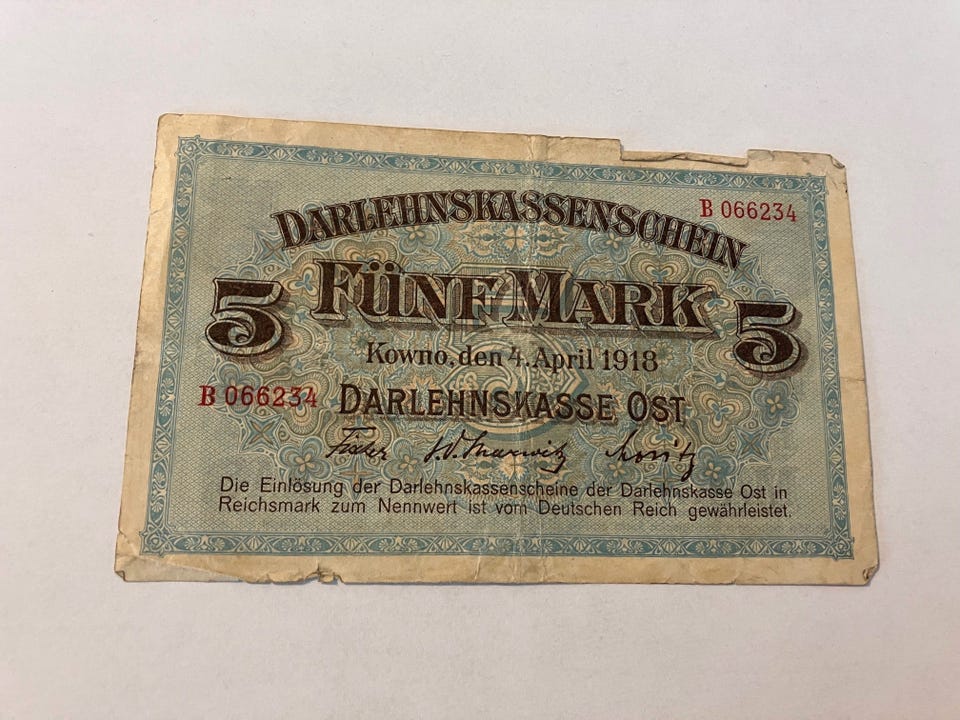 B 066234
DARLEHNSKASSENSCHEIN
5 FÜNF MARK 5
Kowno, den 4. April 1918
B 066234 DARLEHNSKASSE OST
Die Einlösung der Darlehnskassenscheine der Darlehnskasse Ost in
Reichsmark zum Nennwert ist vom Deutschen Reich gewährleistet.